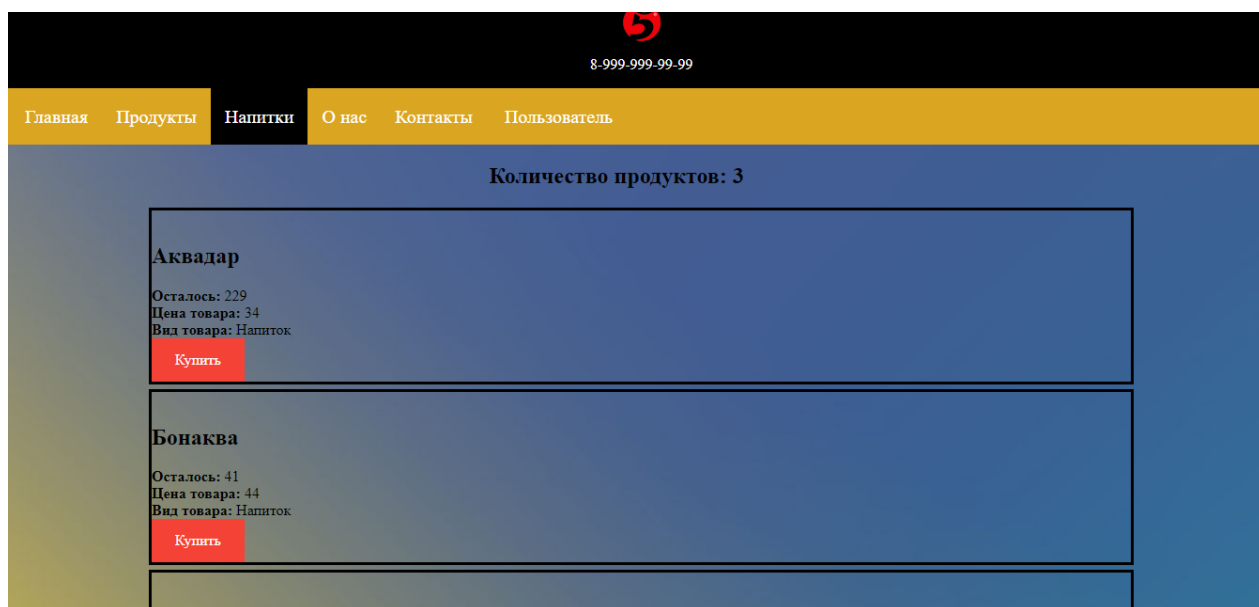 5
8-999-999-99-99
Главная Продукты Напитки О нас Контакты Пользователь
Количество продуктов: 3
Аквадар
Осталось: 229
Цена товара: 34
Вид товара: Напиток
Купить
Бонаква
Осталось: 41
Цена товара: 44
Вид товара: Напиток
Купить